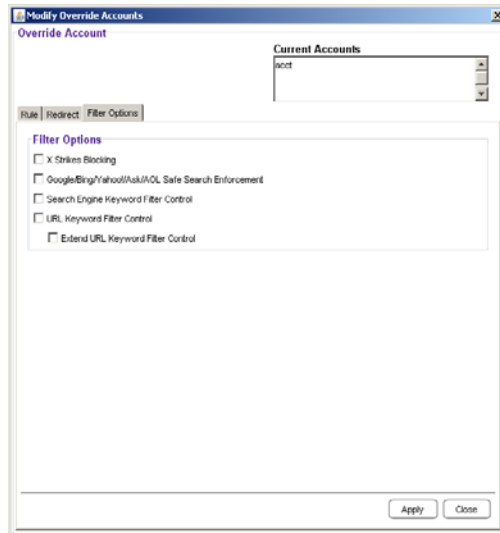 Modify Override Accounts
Override Account
Current Accounts
acct
Rule Redirect Filter Options
Filter Options
X Strikes Blocking
Google/Bing/Yahoo!/Ask/AOL Safe Search Enforcement
Search Engine Keyword Filter Control
URL Keyword Filter Control
Extend URL Keyword Filter Control
Apply Close